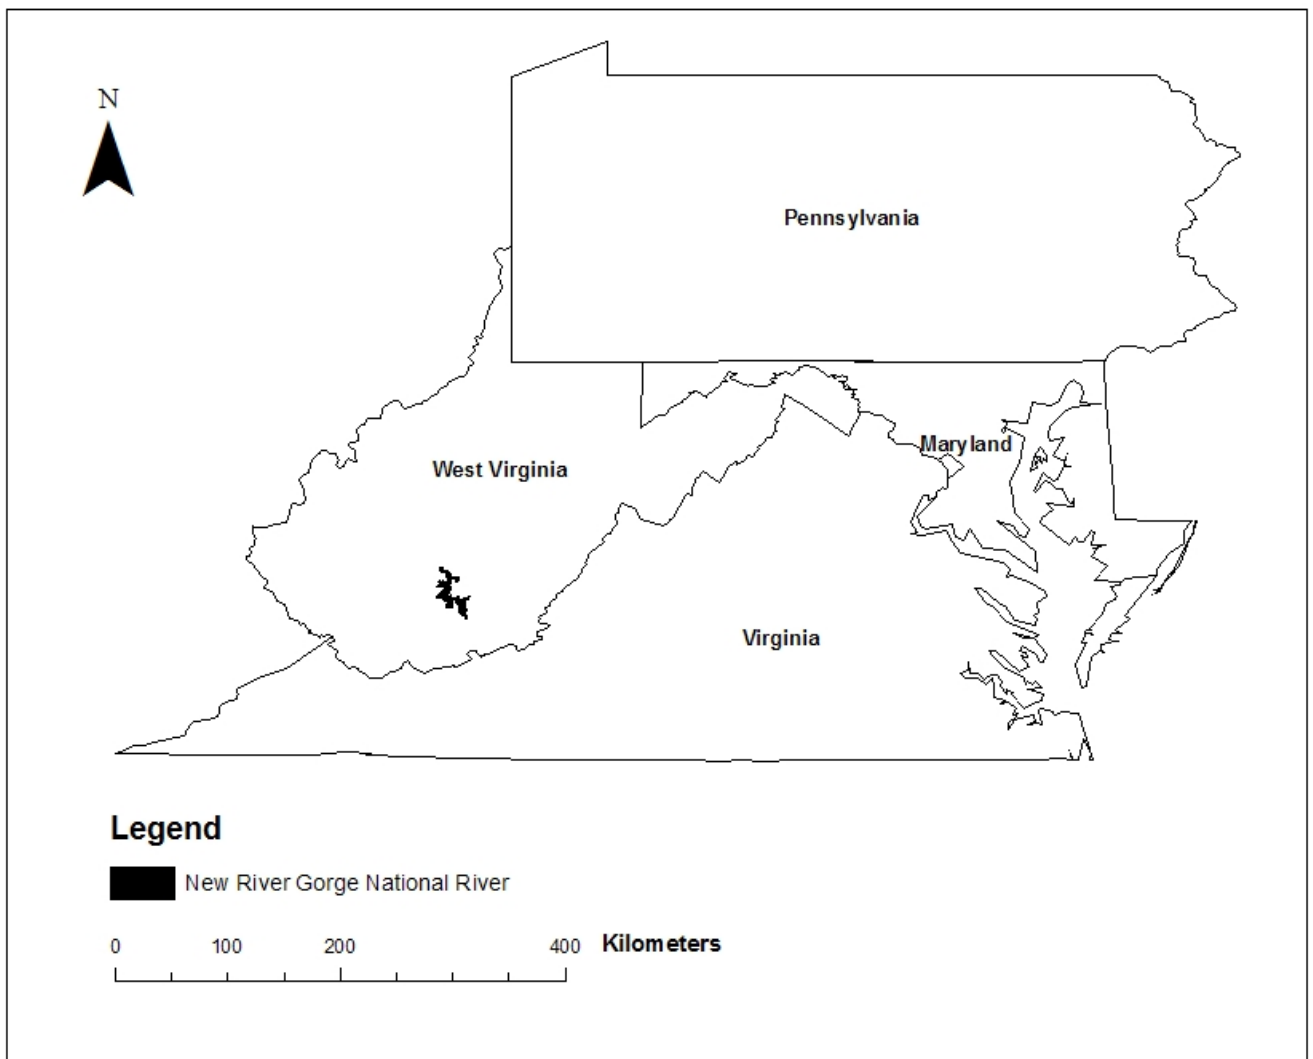 N
Pennsylvania
Maryland
West Virginia
Virginia
Legend
New River Gorge National River
0 100 200 400 Kilometers